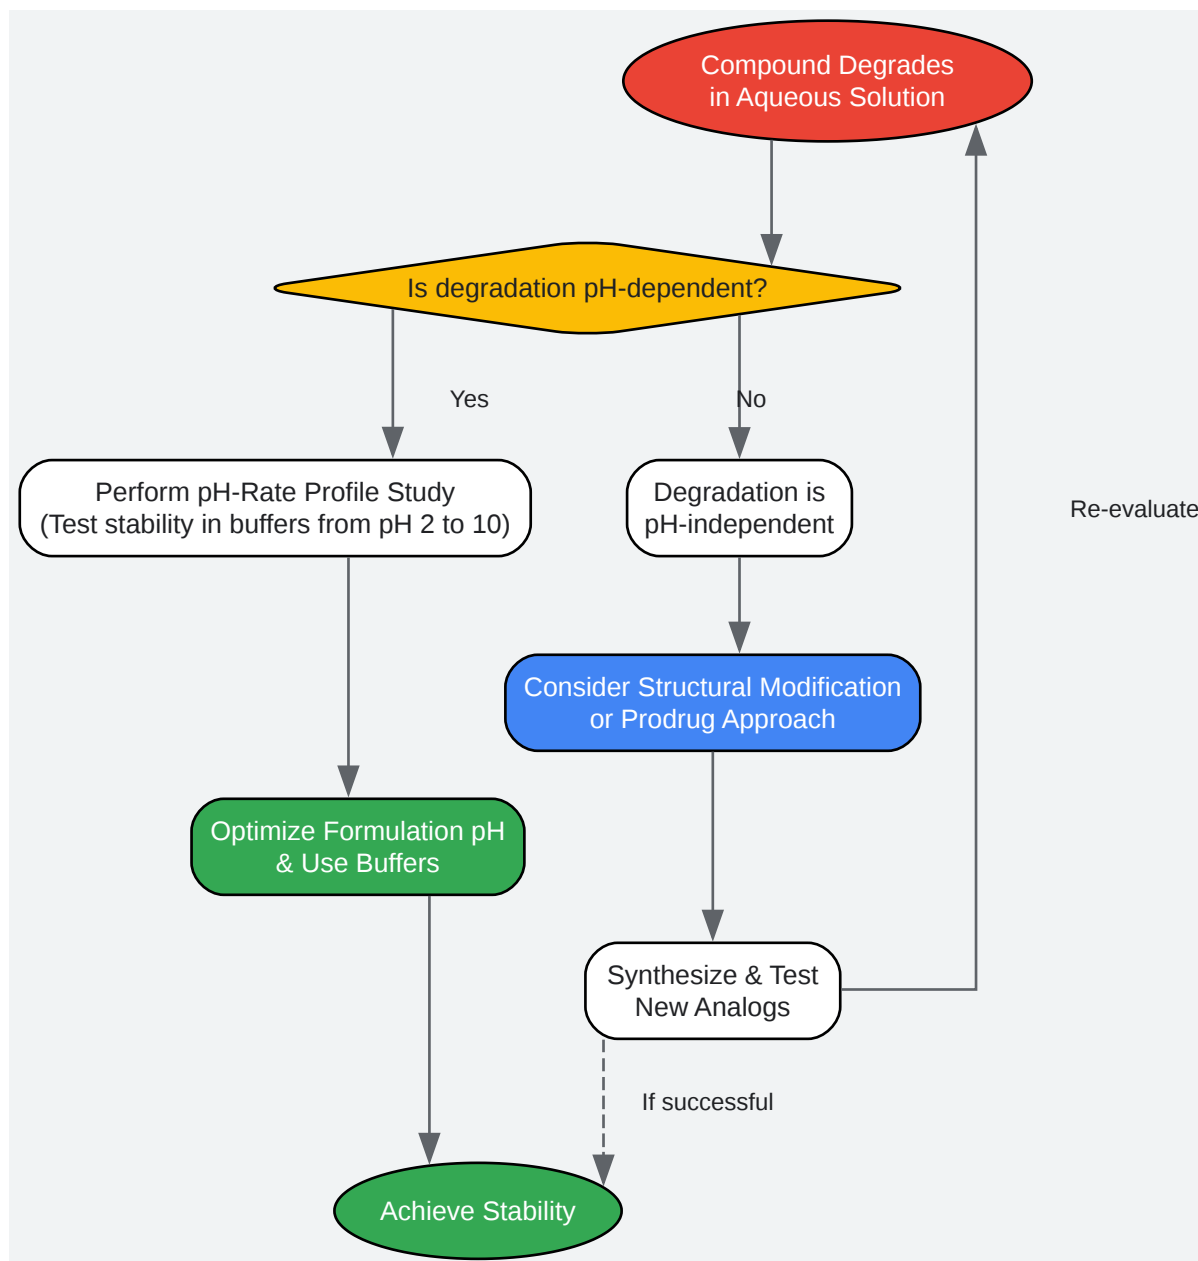 Compound Degrades
in Aqueous Solution
Is degradation pH-dependent?
Yes
No
Perform pH-Rate Profile Study
(Test stability in buffers from pH 2 to 10)
Degradation is
pH-independent
Re-evaluate
Consider Structural Modification
or Prodrug Approach
Optimize Formulation pH
& Use Buffers
Synthesize & Test
New Analogs
If successful
Achieve Stability